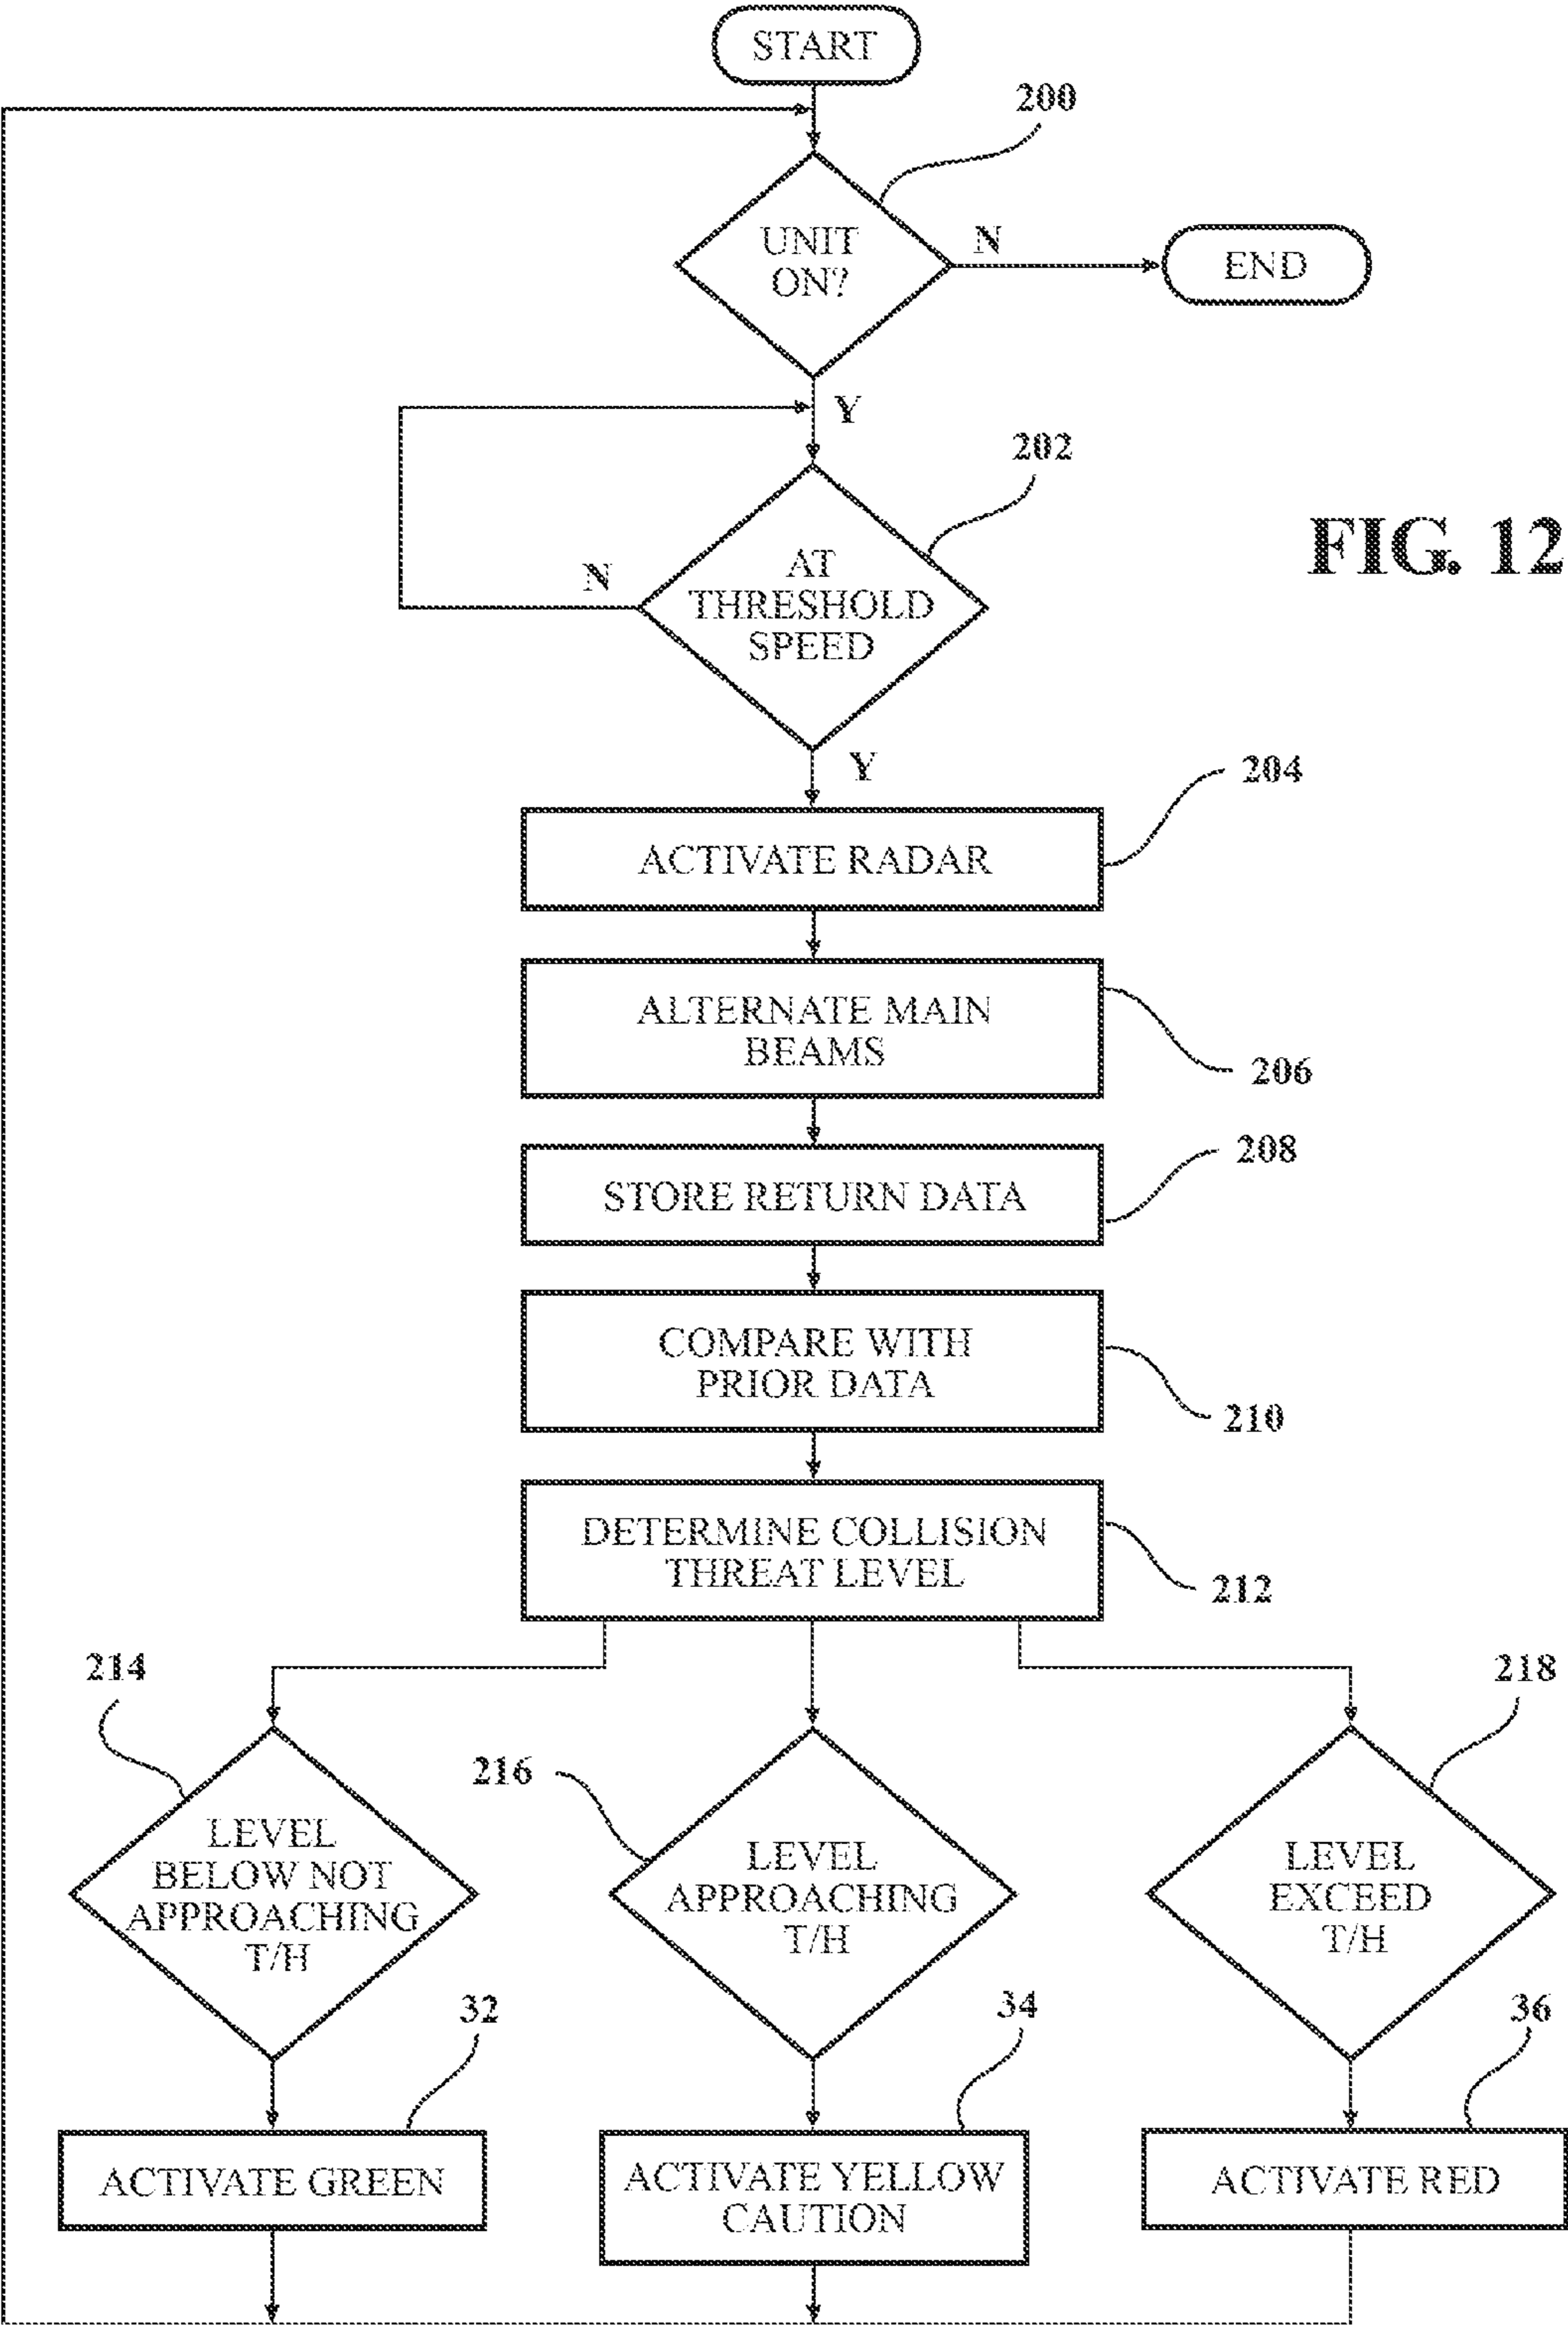 START
200
UNIT
ON?
N
END
Y
202
FIG. 12
AT
THRESHOLD
SPEED
N
Y
204
ACTIVATE RADAR
ALTERNATE MAIN
BEAMS
206
208
STORE RETURN DATA
COMPARE WITH
PRIOR DATA
210
DETERMINE COLLISION
THREAT LEVEL
212
214
LEVEL
BELOW NOT
APPROACHING
T/H
216
LEVEL
APPROACHING
T/H
218
LEVEL
EXCEED
T/H
32
ACTIVATE GREEN
34
ACTIVATE YELLOW
CAUTION
36
ACTIVATE RED